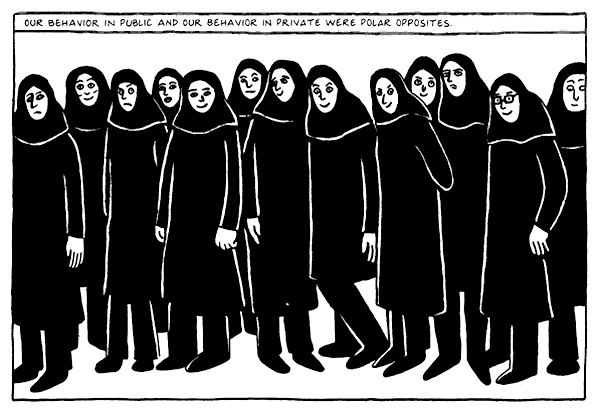 OUR BEHAVIOR IN PUBLIC AND OUR BEHAVIOR IN PRIVATE WERE POLAR OPPOSITES.